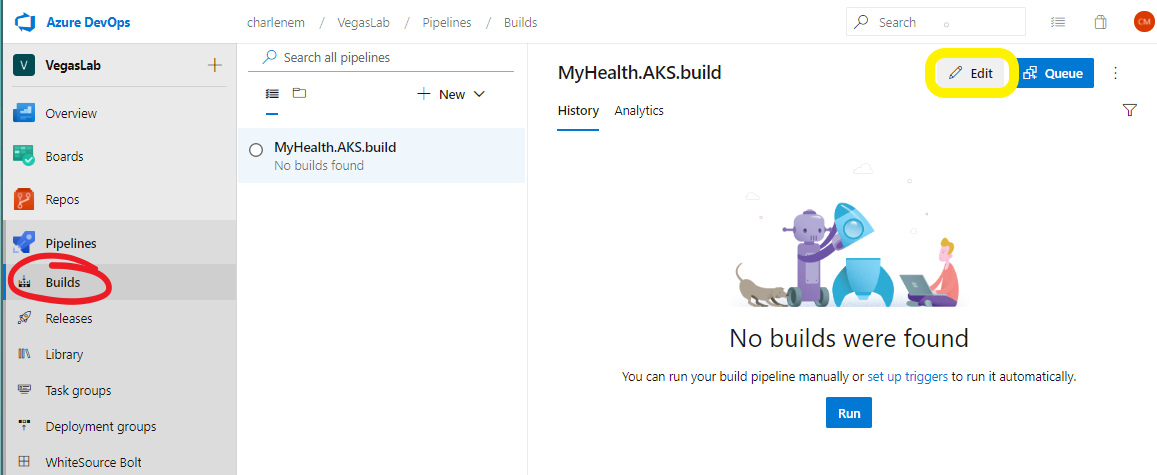 Azure DevOps
charlenem / VegasLab / Pipelines / Builds
Search
CM
V VegasLab
Overview
Boards
Repos
Pipelines
Builds
Releases
Library
Task groups
Deployment groups
WhiteSource Bolt
Search all pipelines
New
MyHealth.AKS.build
No builds found
MyHealth.AKS.build
Edit
Queue
History Analytics
No builds were found
You can run your build pipeline manually or set up triggers to run it automatically.
Run